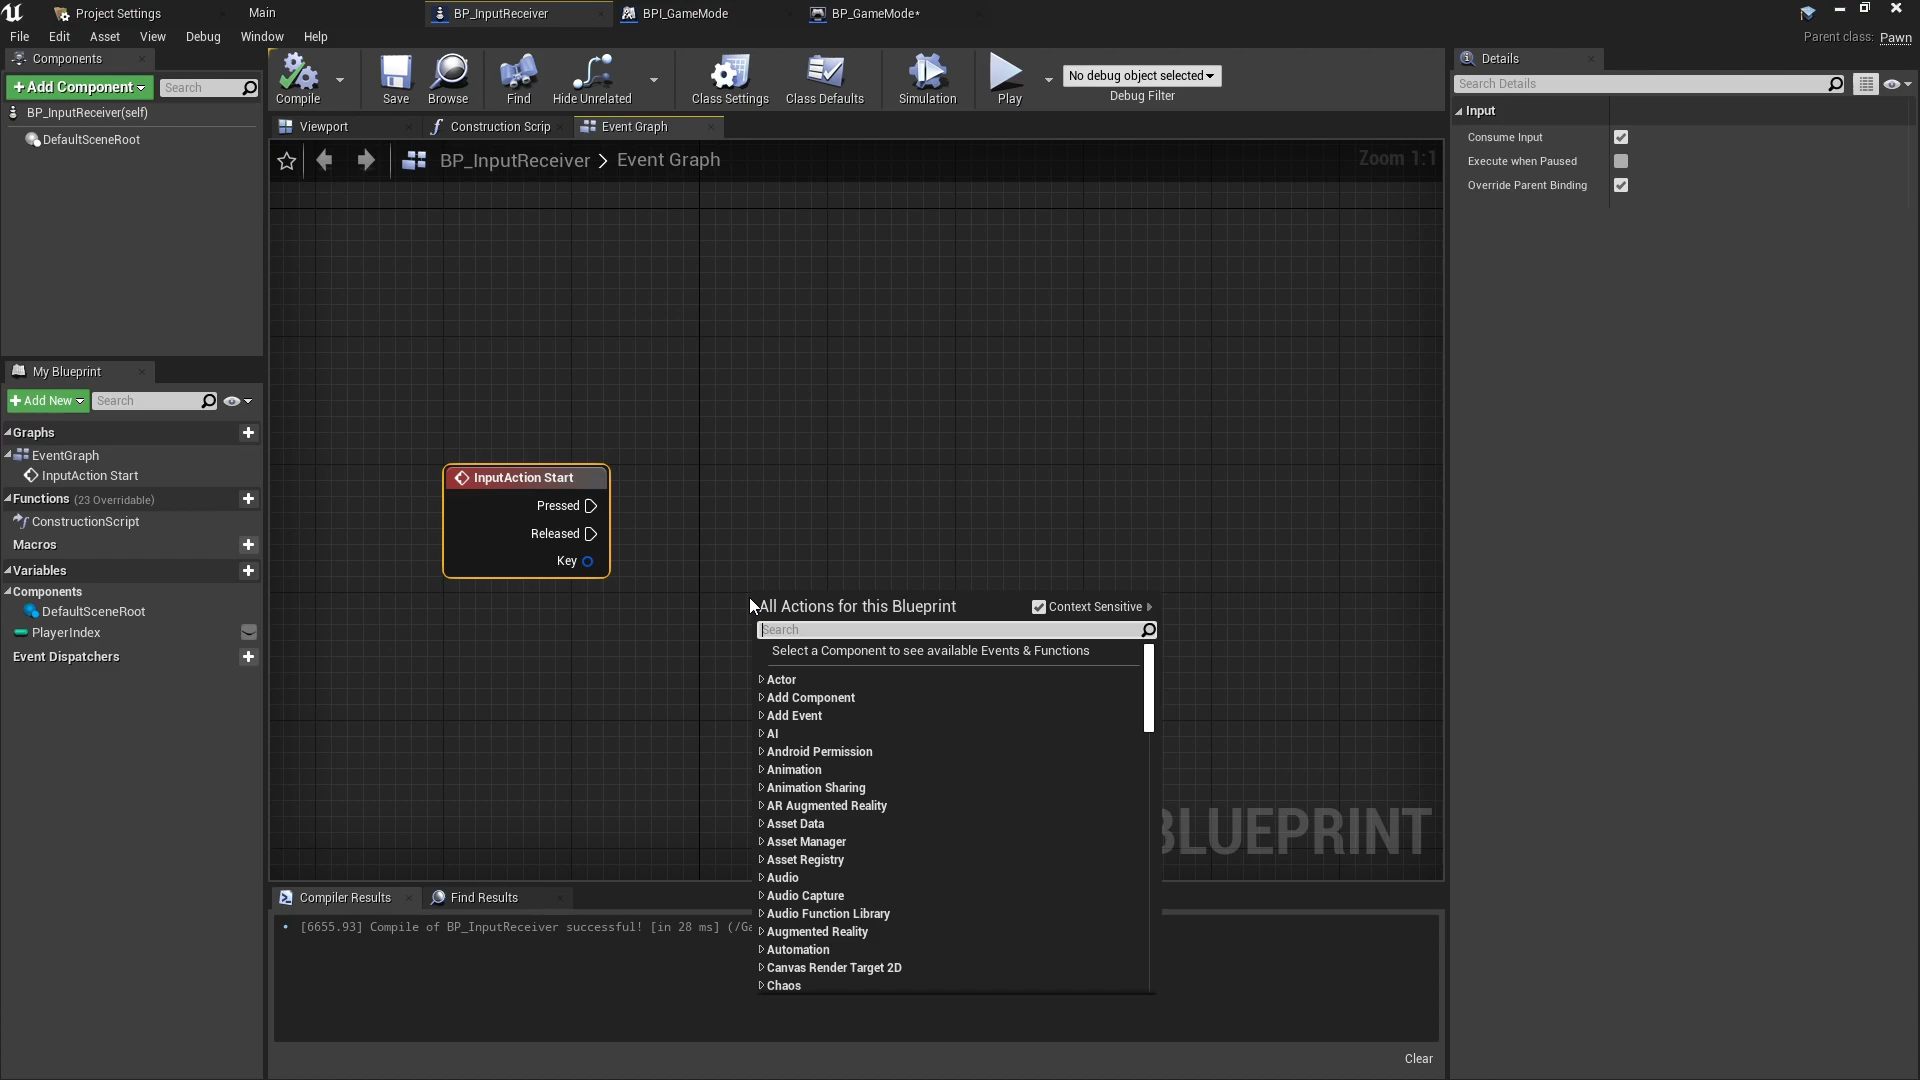 Project Settings
Main
BP_InputReceiver
BPI_GameMode
BP_GameMode*
File
Edit
Asset
View
Debug
Window
Help
Parent class: Pawn
Components
+Add Component
Search
BP_InputReceiver(self)
DefaultSceneRoot
Compile
Save
Browse
Find
Hide Unrelated
Class Settings
Class Defaults
Simulation
Play
No debug object selected
Debug Filter
Viewport
Construction Scrip
Event Graph
BP_InputReceiver > Event Graph
Zoom 1:1
InputAction Start
Pressed
Released
Key
All Actions for this Blueprint
Context Sensitive
Search
Select a Component to see available Events & Functions
Actor
Add Component
Add Event
AI
Android Permission
Animation
Animation Sharing
AR Augmented Reality
Asset Data
Asset Manager
Asset Registry
Audio
Audio Capture
Audio Function Library
Augmented Reality
Automation
Canvas Render Target 2D
Chaos
BLUEPRINT
My Blueprint
+Add New
Search
Graphs
EventGraph
InputAction Start
Functions (23 Overridable)
ConstructionScript
Macros
Variables
Components
DefaultSceneRoot
PlayerIndex
Event Dispatchers
Compiler Results
Find Results
[6655.93] Compile of BP_InputReceiver successful! [in 28 ms] (/Ga
Clear
Details
Search Details
Input
Consume Input
Execute when Paused
Override Parent Binding